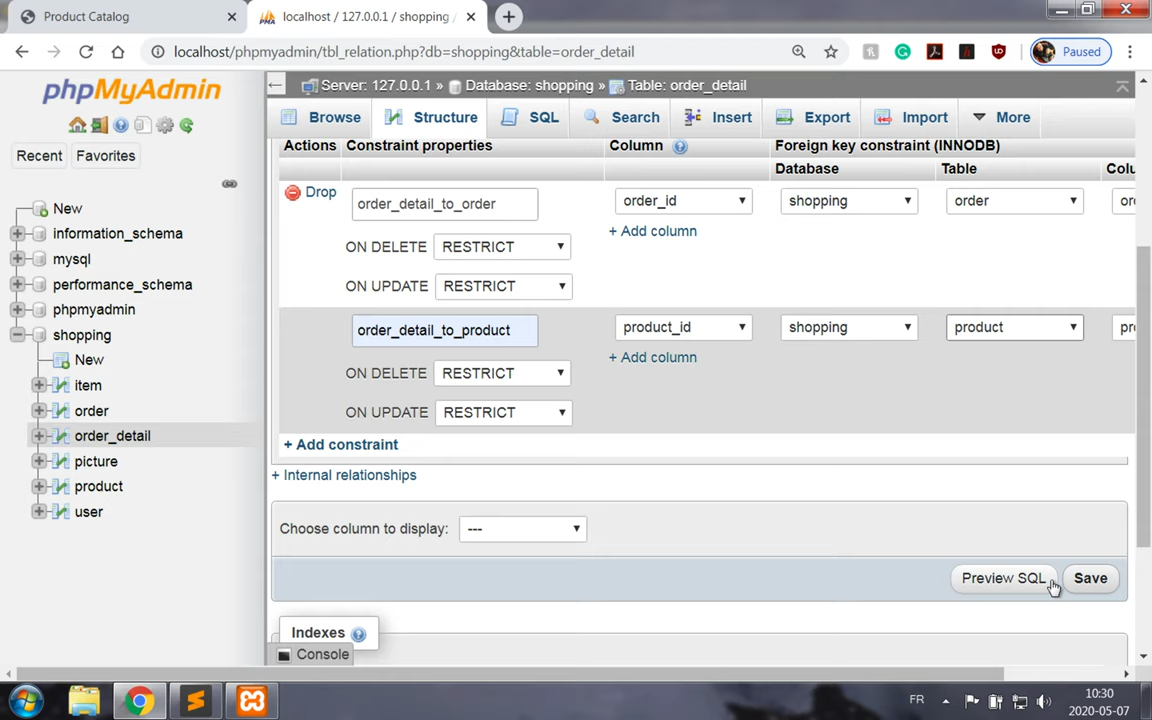 Product Catalog
localhost / 127.0.0.1 / shopping
localhost/phpmyadmin/tbl_relation.php?db=shopping&table=order_detail
Paused
phpMyAdmin
Recent
Favorites
New
information_schema
mysql
performance_schema
phpmyadmin
shopping
New
item
order
order_detail
picture
product
user
Server: 127.0.0.1 » Database: shopping » Table: order_detail
Browse
Structure
SQL
Search
Insert
Export
Import
More
Actions
Constraint properties
Column
Foreign key constraint (INNODB)
Database
Table
Drop
order_detail_to_order
order_id
shopping
order
+ Add column
ON DELETE
RESTRICT
ON UPDATE
RESTRICT
order_detail_to_product
product_id
shopping
product
+ Add column
ON DELETE
RESTRICT
ON UPDATE
RESTRICT
+ Add constraint
+ Internal relationships
Choose column to display:
---
Preview SQL
Save
Indexes
Console
FR
10:30
2020-05-07